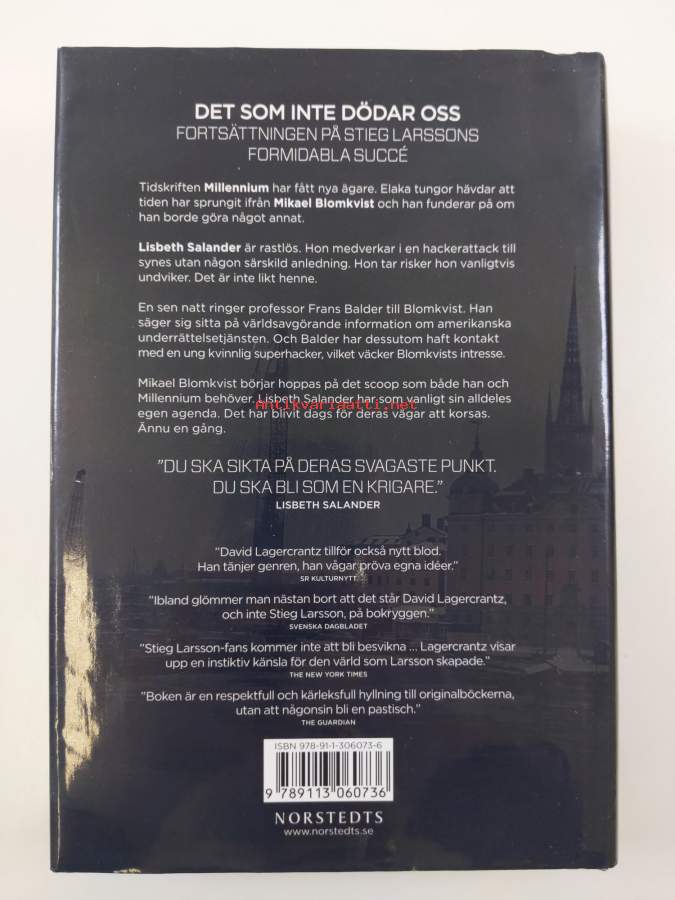 DET SOM INTE DÖDAR OSS
FORTSÄTTNINGEN PÅ STIEG LARSSONS
FORMIDABLA SUCCÉ
Tidskriften Millennium har fått nya ägare. Elaka tungor hävdar att
tiden har sprungit ifrån Mikael Blomkvist och han funderar på om
han borde göra något annat.
Lisbeth Salander är rastlös. Hon medverkar i en hackerattack till
synes utan någon särskild anledning. Hon tar risker hon vanligtvis
undviker. Det är inte likt henne.
En sen natt ringer professor Frans Balder till Blomkvist. Han
säger sig sitta på världsavgörande information om amerikanska
underrättelsetjänsten. Och Balder har dessutom haft kontakt
med en ung kvinnlig superhacker, vilket väcker Blomkvists intresse.
Mikael Blomkvist börjar hoppas på det scoop som både han och
Millennium behöver. Lisbeth Salander har som vanligt sin alldeles
Antikvariaatti.net
egen agenda. Det har blivit dags för deras vägar att korsas.
Ännu en gång.
"DU SKA SIKTA PÅ DERAS SVAGASTE PUNKT.
DU SKA BLI SOM EN KRIGARE."
LISBETH SALANDER
"David Lagercrantz tillför också nytt blod.
Han tänjer genren, han vågar pröva egna idéer."
SR KULTURNYTT
"Ibland glömmer man nästan bort att det står David Lagercrantz,
och inte Stieg Larsson, på bokryggen."
SVENSKA DAGBLADET
"Stieg Larsson-fans kommer inte att bli besvikna ... Lagercrantz visar
upp en instiktiv känsla för den värld som Larsson skapade."
THE NEW YORK TIMES
"Boken är en respektfull och kärleksfull hyllning till originalböckerna,
utan att någonsin bli en pastisch."
THE GUARDIAN
ISBN 978-91-1-306073-6
9 789113 060736
NORSTEDTS
www.norstedts.se